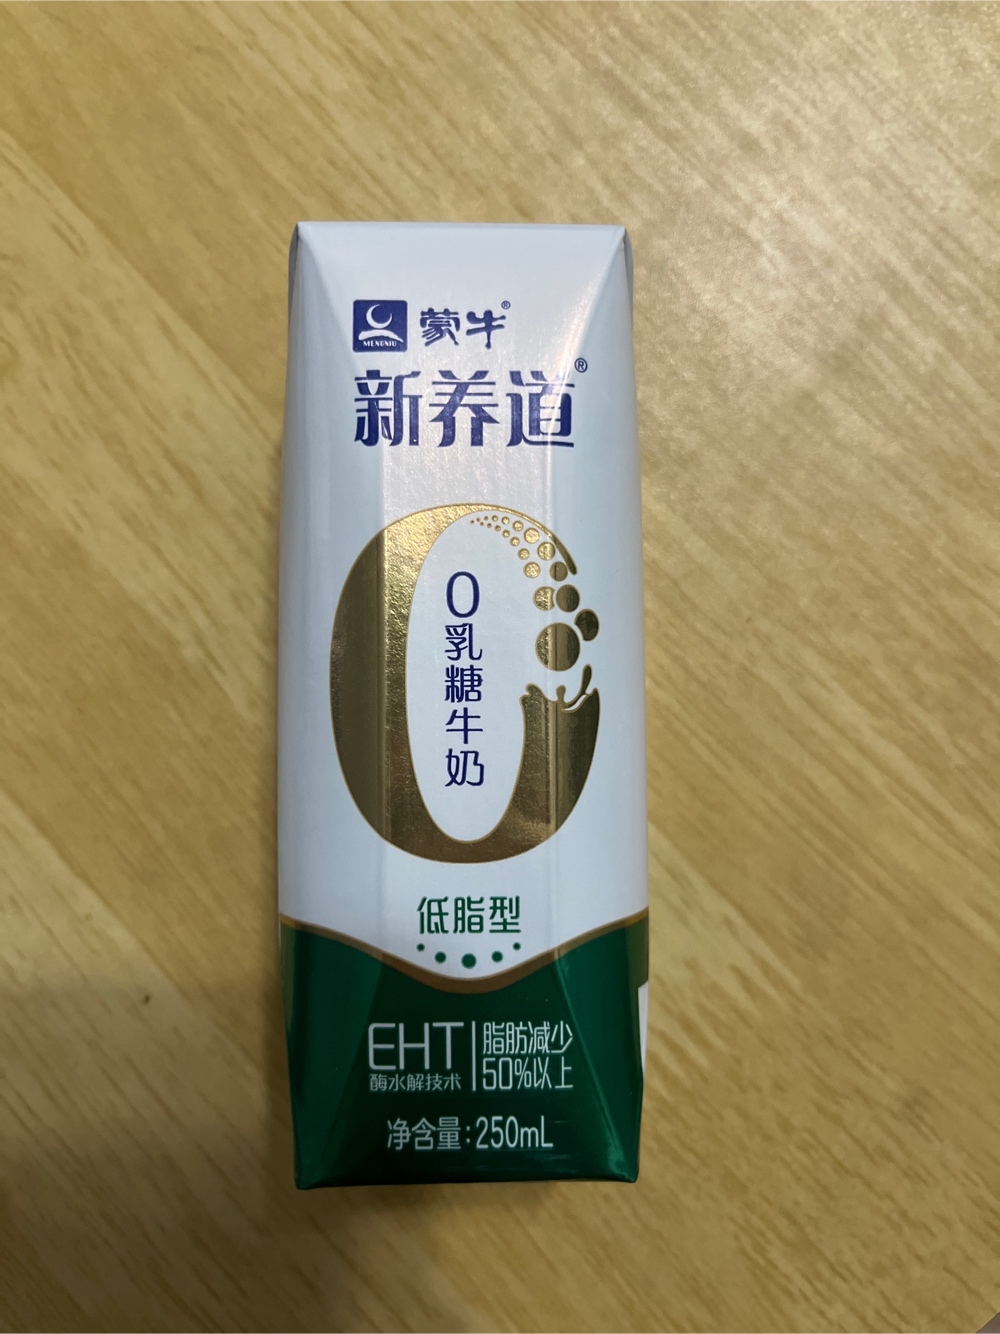 MENGNIU
蒙牛®
新养道®
0乳糖牛奶
低脂型
EHT
酶水解技术
脂肪减少
50%以上
净含量:250mL